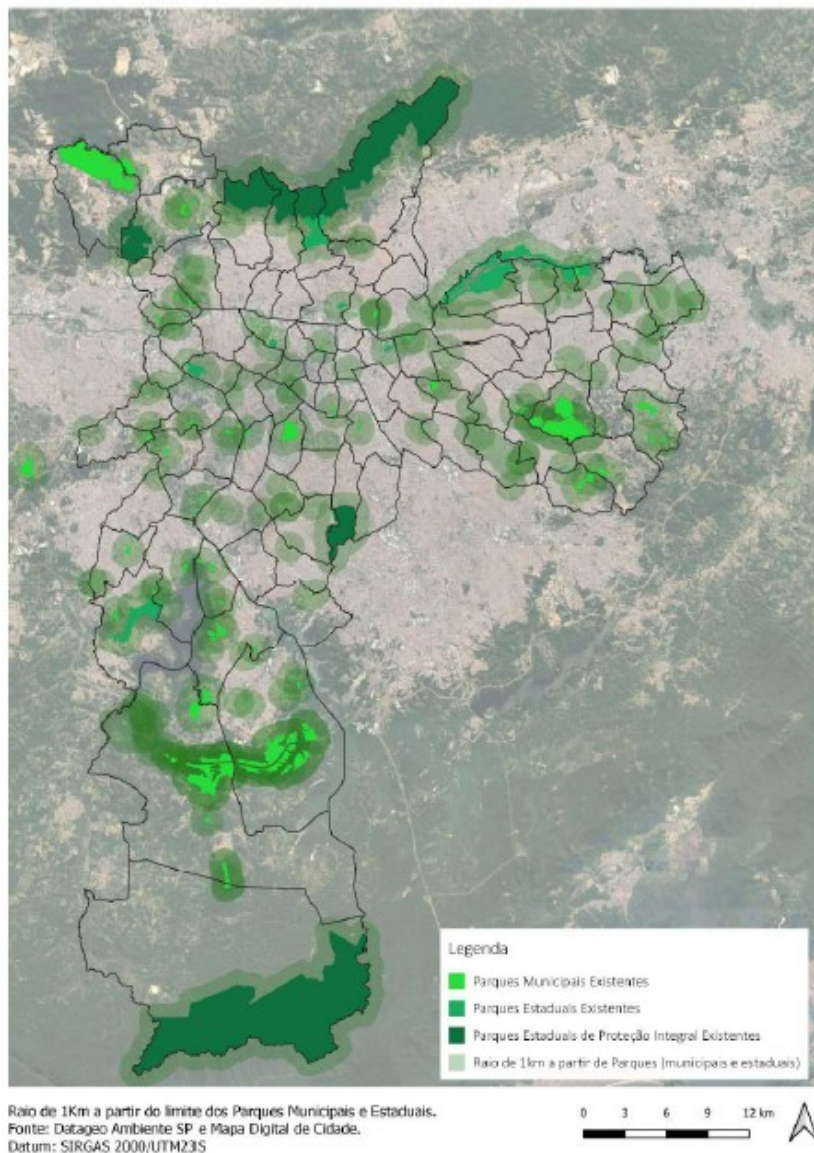 Legenda
Parques Municipais Existentes
Parques Estaduais Existentes
Parques Estaduais de Proteção Integral Existentes
Raio de 1km a partir de Parques (municipais e estaduais)
Raio de 1Km a partir do limite dos Parques Municipais e Estaduais.
Fonte: Datageo Ambiente SP e Mapa Digital de Cidade.
Datum: SIRGAS 2000/UTM23S
0 3 6 9 12 km